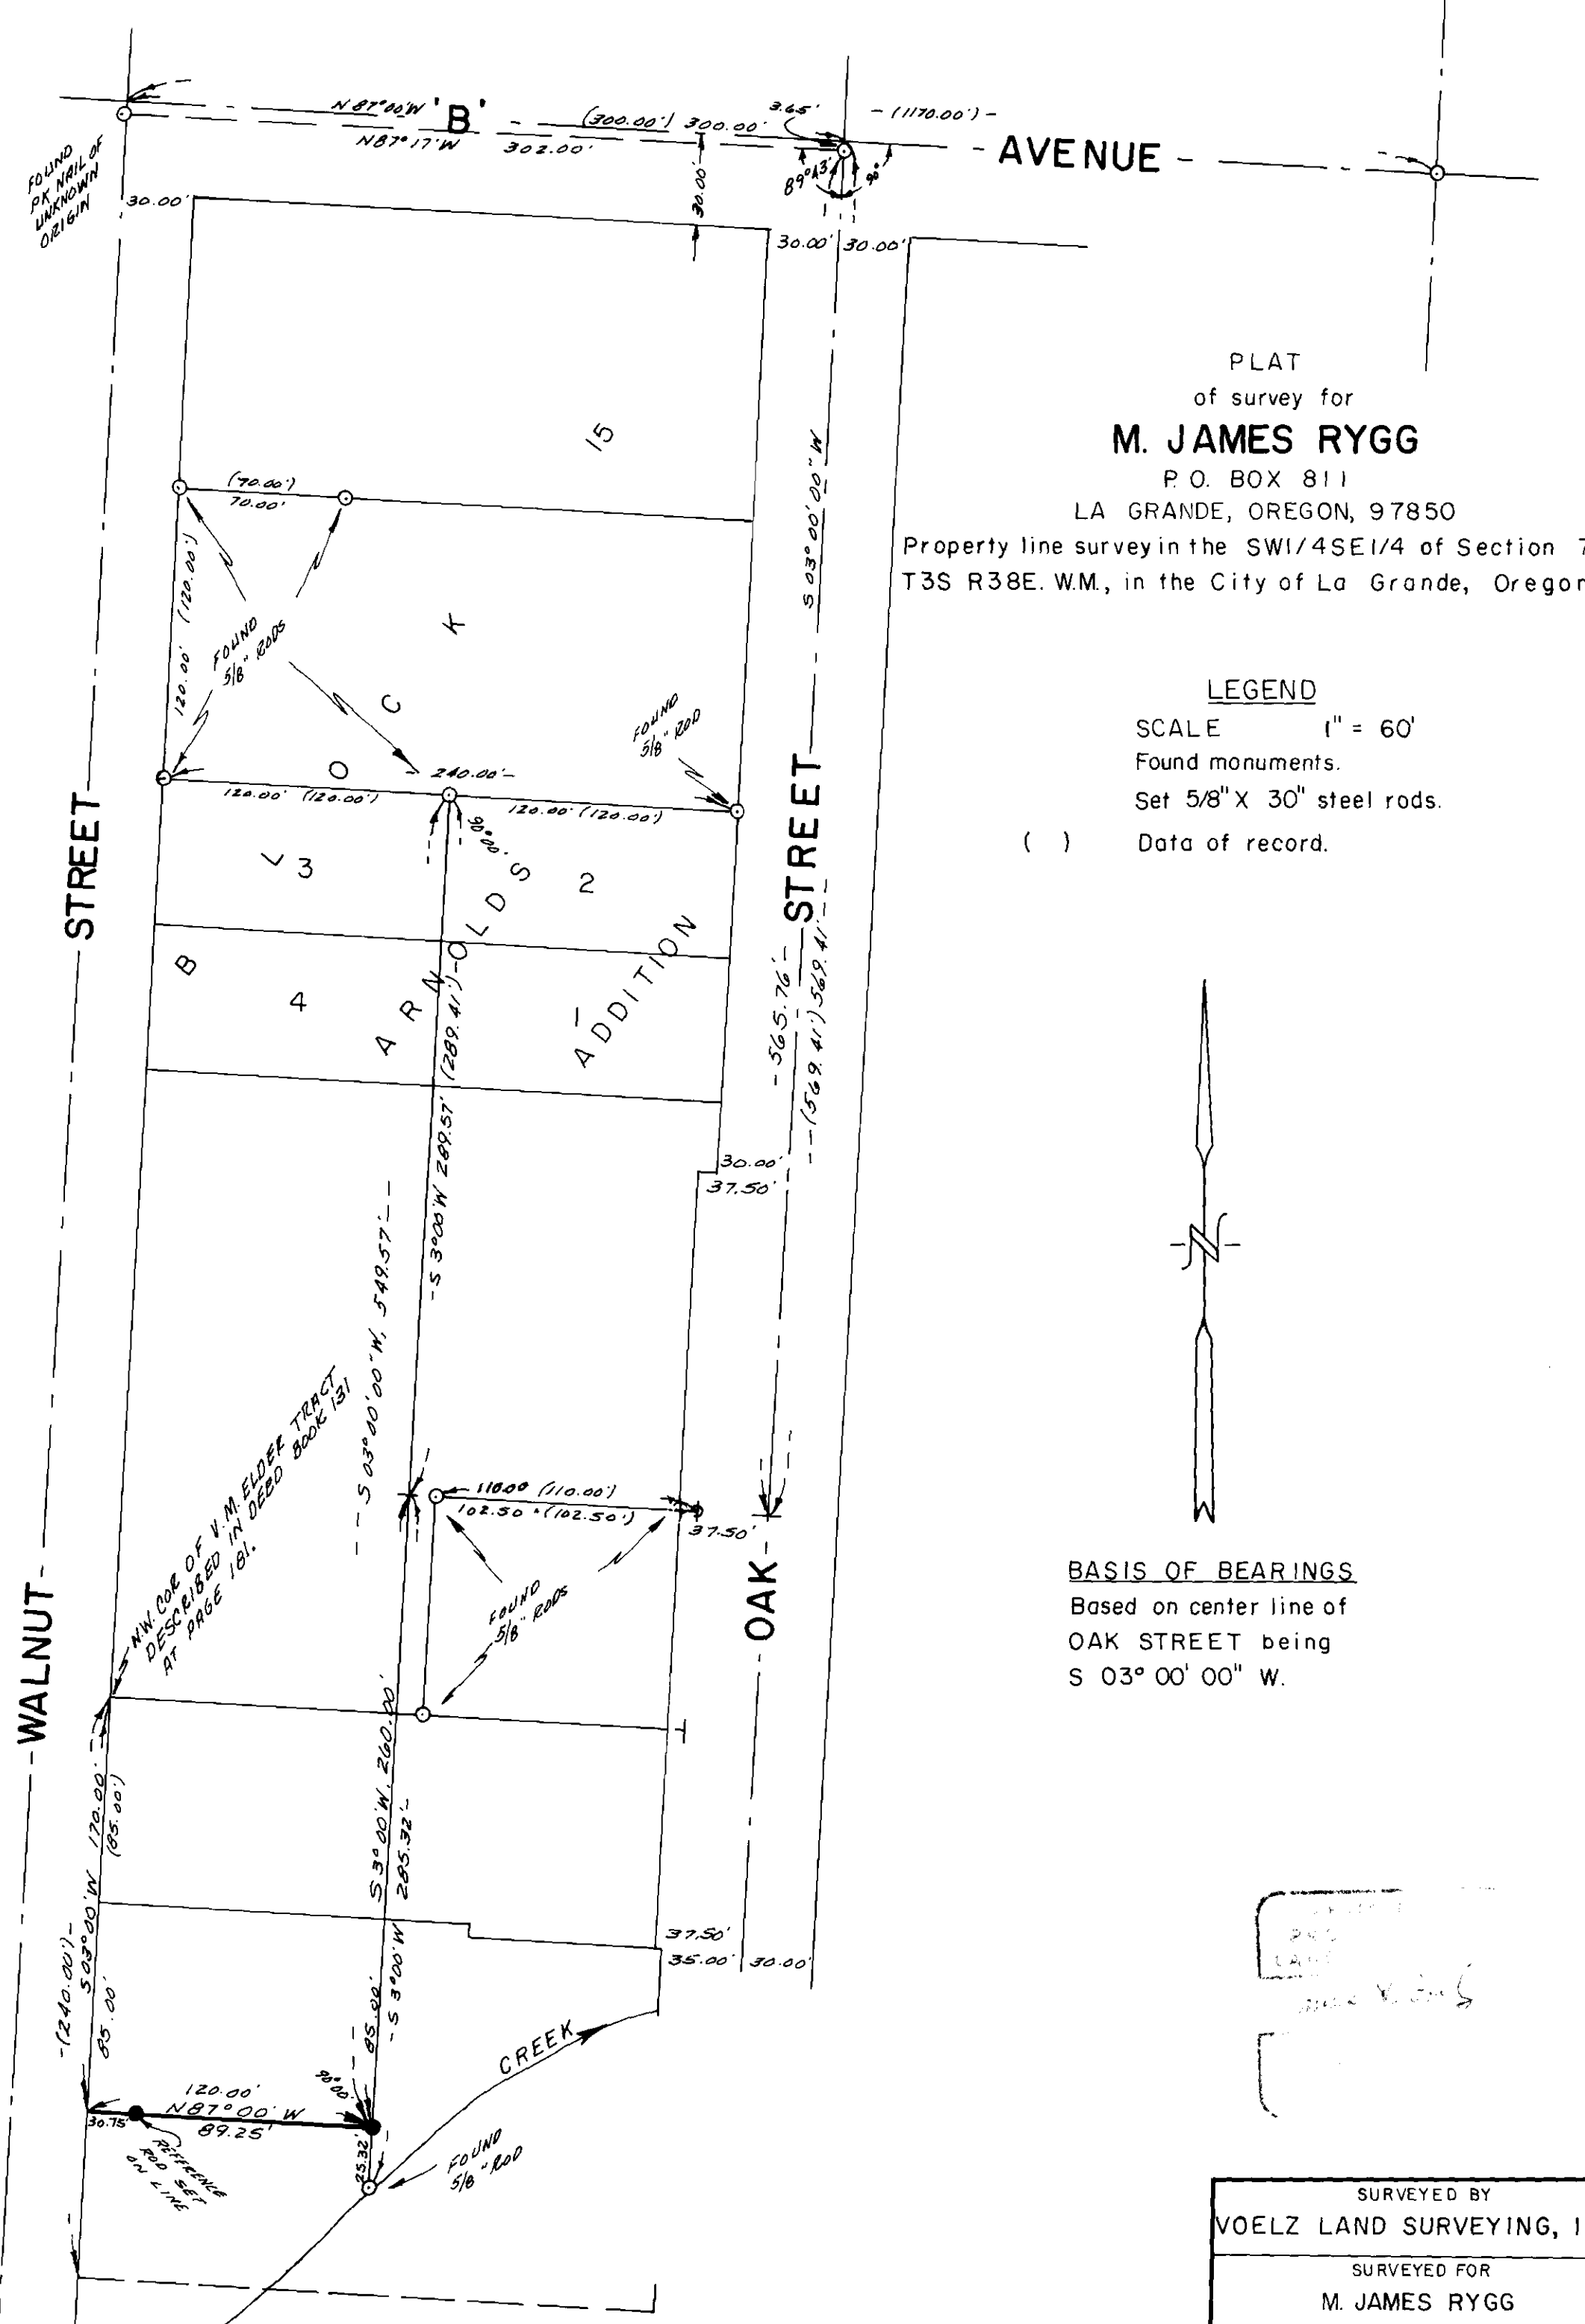 N 87°00'W
'B'
(300.00') 300.00'
3.65'
- (1170.00') -
N87°17'W 302.00'
- AVENUE -
89°43'
90°
FOUND
PK NAIL OF
UNKNOWN
ORIGIN
30.00'
30.00'
30.00' 30.00'
PLAT
of survey for
M. JAMES RYGG
P.O. BOX 811
LA GRANDE, OREGON, 97850
Property line survey in the SW1/4SE1/4 of Section 7
T3S R38E. W.M., in the City of La Grande, Oregon
15
S 03°00'00" W
(70.00')
70.00'
120.00' (120.00')
FOUND
5/8" RODS
FOUND
5/8" ROD
LEGEND
SCALE 1" = 60'
Found monuments.
Set 5/8" X 30" steel rods.
( ) Data of record.
- 240.00' -
120.00' (120.00')
120.00' (120.00')
90°00'
BLOCK
3
2
4
1
ARNOLDS
ADDITION
STREET
STREET
- 565.76' -
- - (569.41') 569.41' - -
- S 3°00'W 289.57' (289.41') -
30.00'
37.50'
- - S 03°00'00" W, 549.57' - -
N.W. COR OF V.M. ELDER TRACT
DESCRIBED IN DEED BOOK 131
AT PAGE 181.
110.00 (110.00')
102.50 (102.50')
37.50'
FOUND
5/8" RODS
- OAK -
- WALNUT -
BASIS OF BEARINGS
Based on center line of
OAK STREET being
S 03° 00' 00" W.
S 3°00'W, 260.00'
- S 3°00'W 285.32' -
S 03°00'W 170.00'
(85.00')
- (240.00') -
85.00'
85.00'
37.50'
35.00' 30.00'
CREEK
120.00'
N87°00' W
89.25'
30.75'
90°00'
REFERENCE
ROD SET
ON LINE
25.32'
FOUND
5/8" ROD
SURVEYED BY
VOELZ LAND SURVEYING, I
SURVEYED FOR
M. JAMES RYGG